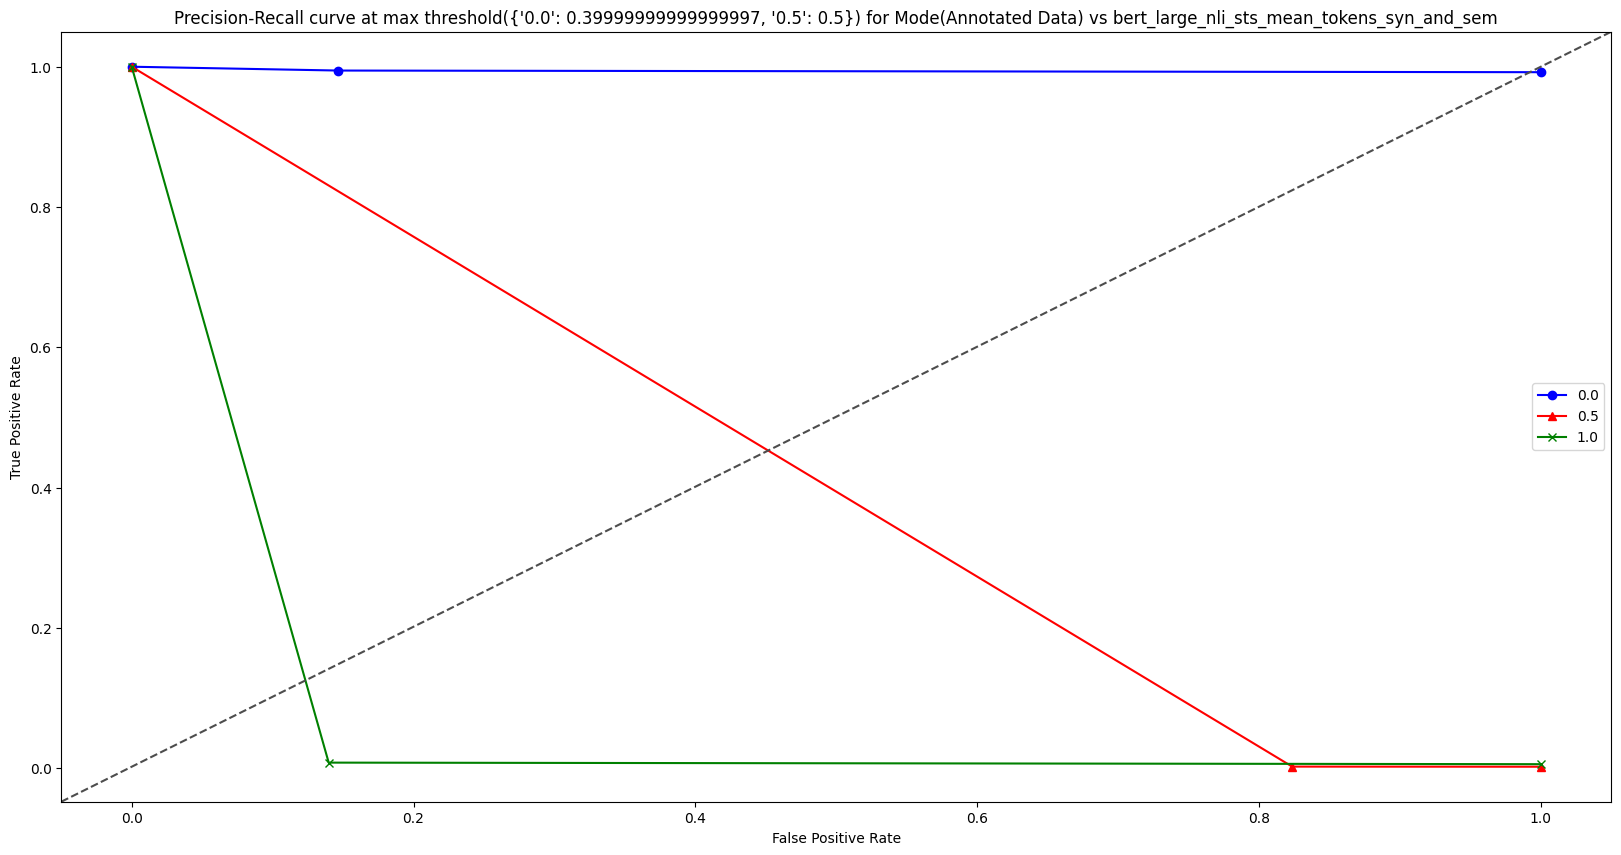 Precision-Recall curve at max threshold({'0.0': 0.39999999999999997, '0.5': 0.5}) for Mode(Annotated Data) vs bert_large_nli_sts_mean_tokens_syn_and_sem
1.0
0.8
0.6
0.4
0.2
0.0
True Positive Rate
0.0
0.5
1.0
0.0 0.2 0.4 0.6 0.8 1.0
False Positive Rate